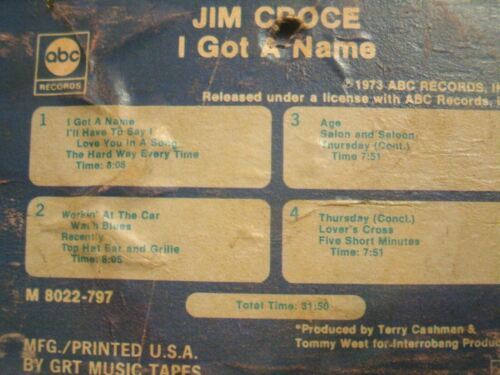 JIM CROCE
I Got A Name
abc
RECORDS
℗1973 ABC RECORDS, IN
Released under a license with ABC Records,
1
I Got A Name
I'll Have To Say I
Love You In A Song
The Hard Way Every Time
Time: 8:05
2
Workin' At The Car
Wash Blues
Recently
Top Hat Bar and Grille
Time: 8:05
3
Age
Salon and Saloon
Thursday (Cont.)
Time 7:51
4
Thursday (Concl.)
Lover's Cross
Five Short Minutes
Time: 7:51
M 8022-797
Total Time: 31:50
*Produced by Terry Cashman &
Tommy West for Interrobang Produc
MFG./PRINTED U.S.A.
BY GRT MUSIC TAPES